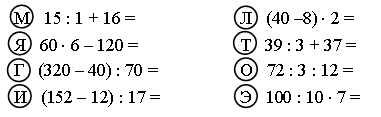 М 15 : 1 + 16 =
Я 60 · 6 – 120 =
Г (320 – 40) : 70 =
И (152 – 12) : 17 =
Л (40 –8) · 2 =
Т 39 : 3 + 37 =
О 72 : 3 : 12 =
Э 100 : 10 · 7 =